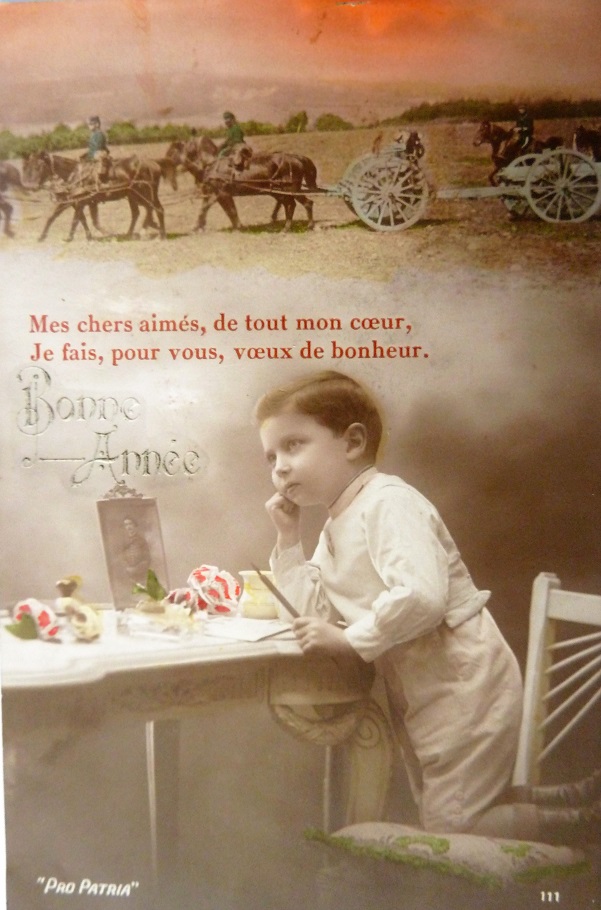 Mes chers aimés, de tout mon cœur,
Je fais, pour vous, vœux de bonheur.
Bonne
Année
"PRO PATRIA"
111